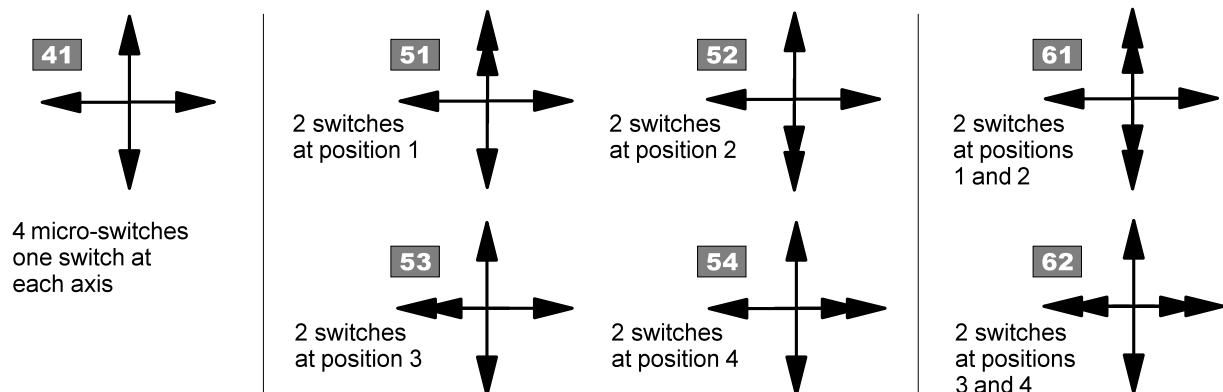 41
4 micro-switches
one switch at
each axis
51
2 switches
at position 1
52
2 switches
at position 2
53
2 switches
at position 3
54
2 switches
at position 4
61
2 switches
at positions
1 and 2
62
2 switches
at positions
3 and 4